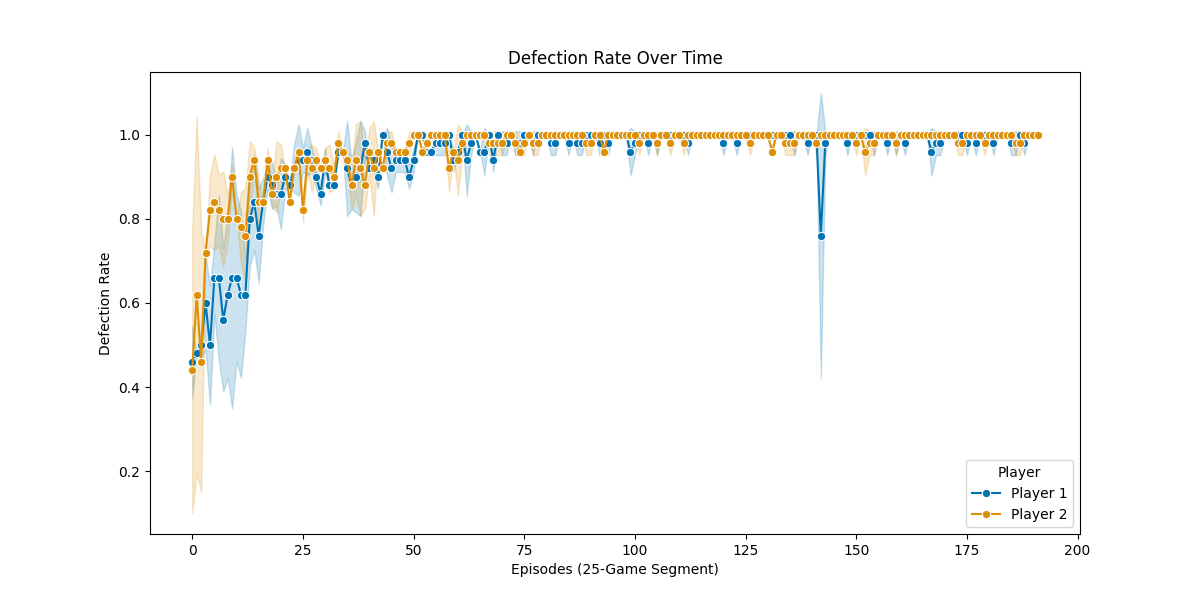 Defection Rate Over Time
Defection Rate
1.0
0.8
0.6
0.4
0.2
Player
Player 1
Player 2
0 25 50 75 100 125 150 175 200
Episodes (25-Game Segment)